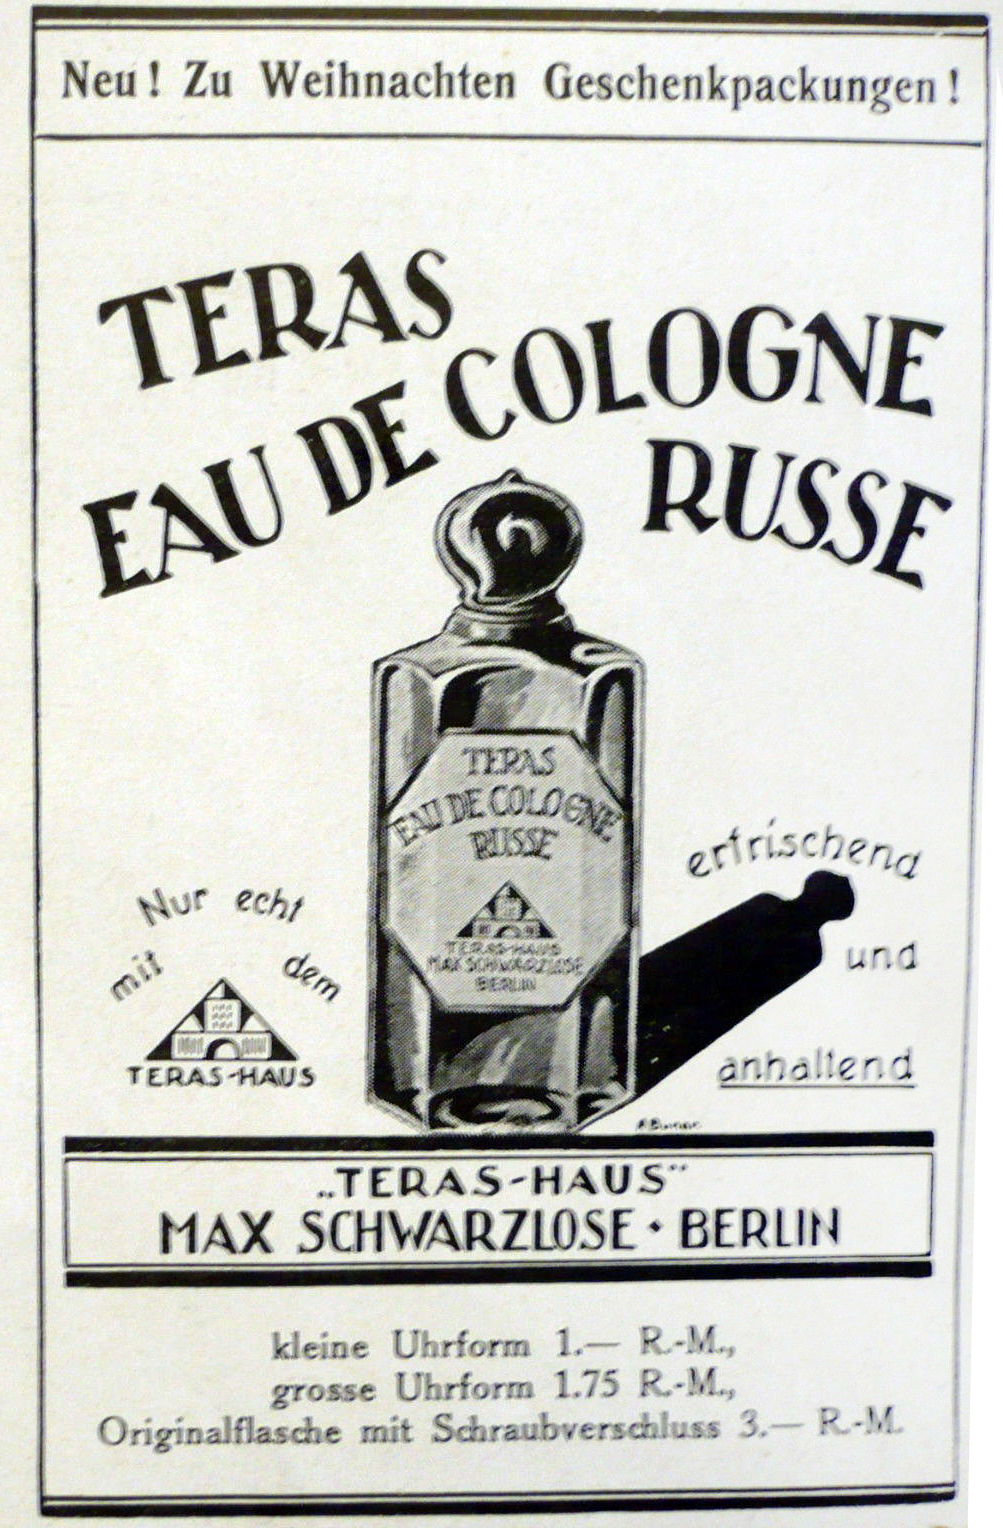 Neu! Zu Weihnachten Geschenkpackungen!
TERAS
EAU DE COLOGNE
RUSSE
TERAS
EAU DE COLOGNE
RUSSE
TERAS-HAUS
MAX SCHWARZLOSE
BERLIN
Nur echt
mit dem
TERAS-HAUS
erfrischend
und
anhaltend
„TERAS-HAUS"
MAX SCHWARZLOSE • BERLIN
kleine Uhrform 1.— R.-M.,
grosse Uhrform 1.75 R.-M.,
Originalflasche mit Schraubverschluss 3.— R.-M.